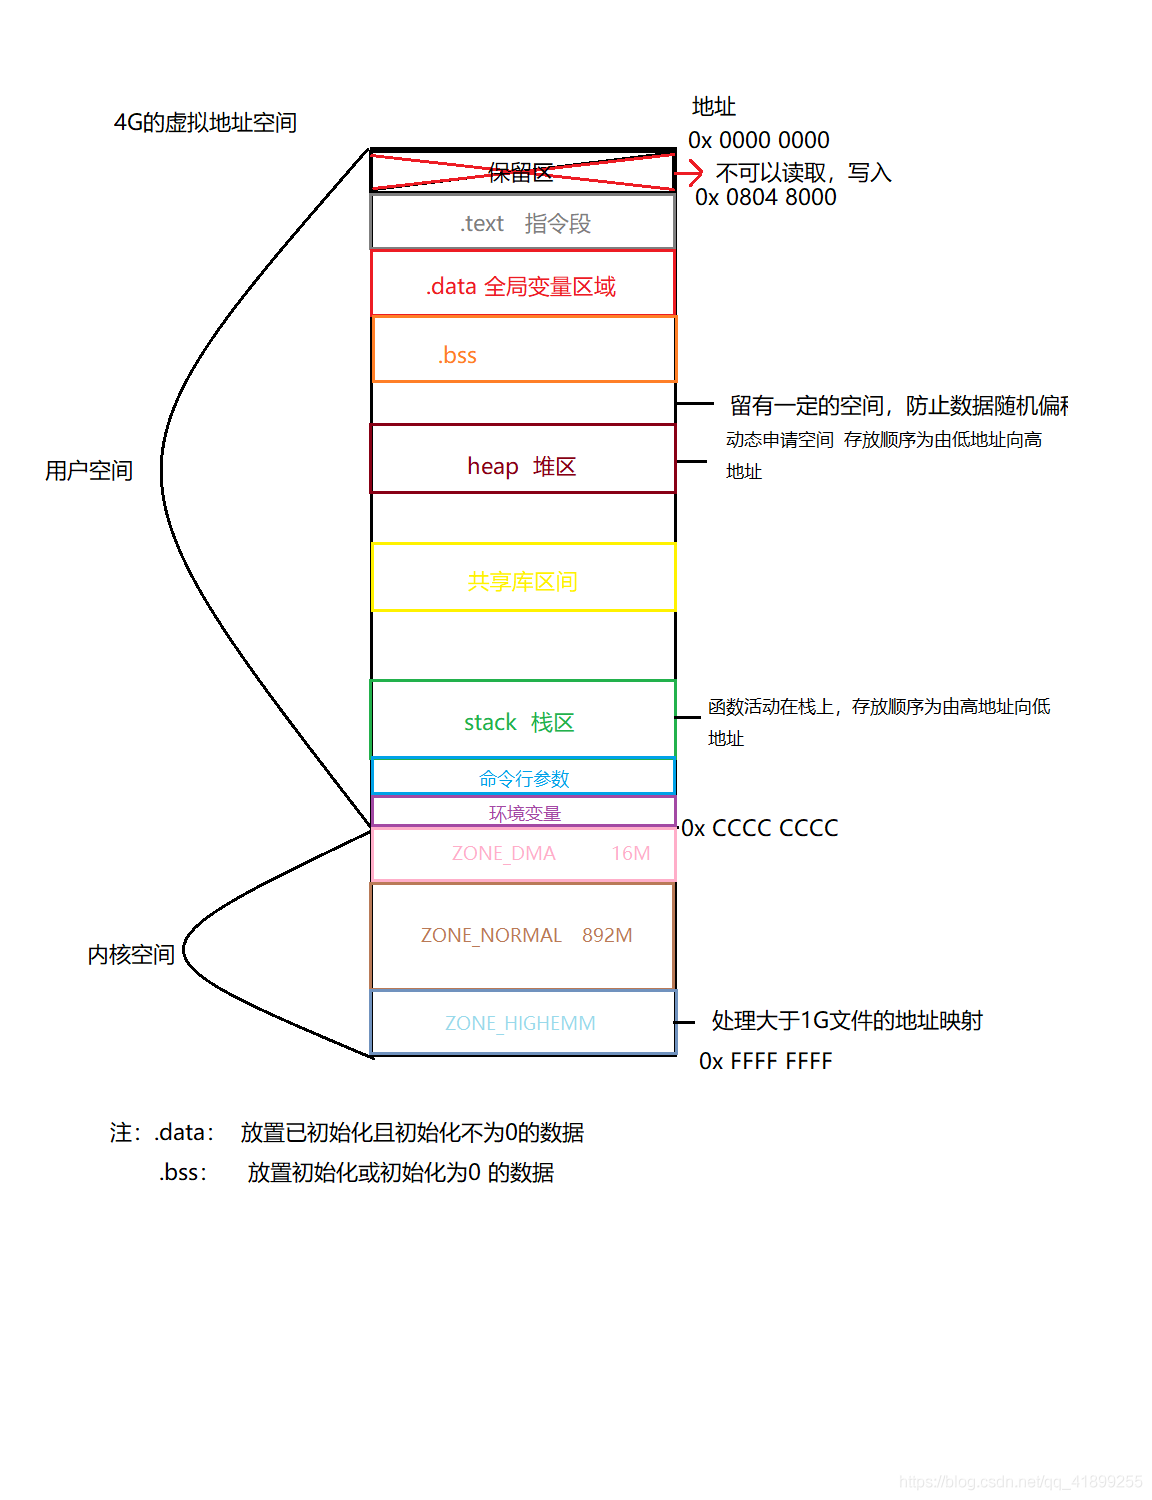 地址
4G的虚拟地址空间
0x 0000 0000
保留区
不可以读取，写入
0x 0804 8000
.text 指令段
.data 全局变量区域
.bss
留有一定的空间，防止数据随机偏
动态申请空间 存放顺序为由低地址向高
地址
heap 堆区
用户空间
共享库区间
stack 栈区
函数活动在栈上，存放顺序为由高地址向低
地址
命令行参数
环境变量
0x CCCC CCCC
ZONE_DMA 16M
ZONE_NORMAL 892M
内核空间
ZONE_HIGHEMM
处理大于1G文件的地址映射
0x FFFF FFFF
注：.data： 放置已初始化且初始化不为0的数据
.bss： 放置初始化或初始化为0 的数据
https://blog.csdn.net/qq_41899255